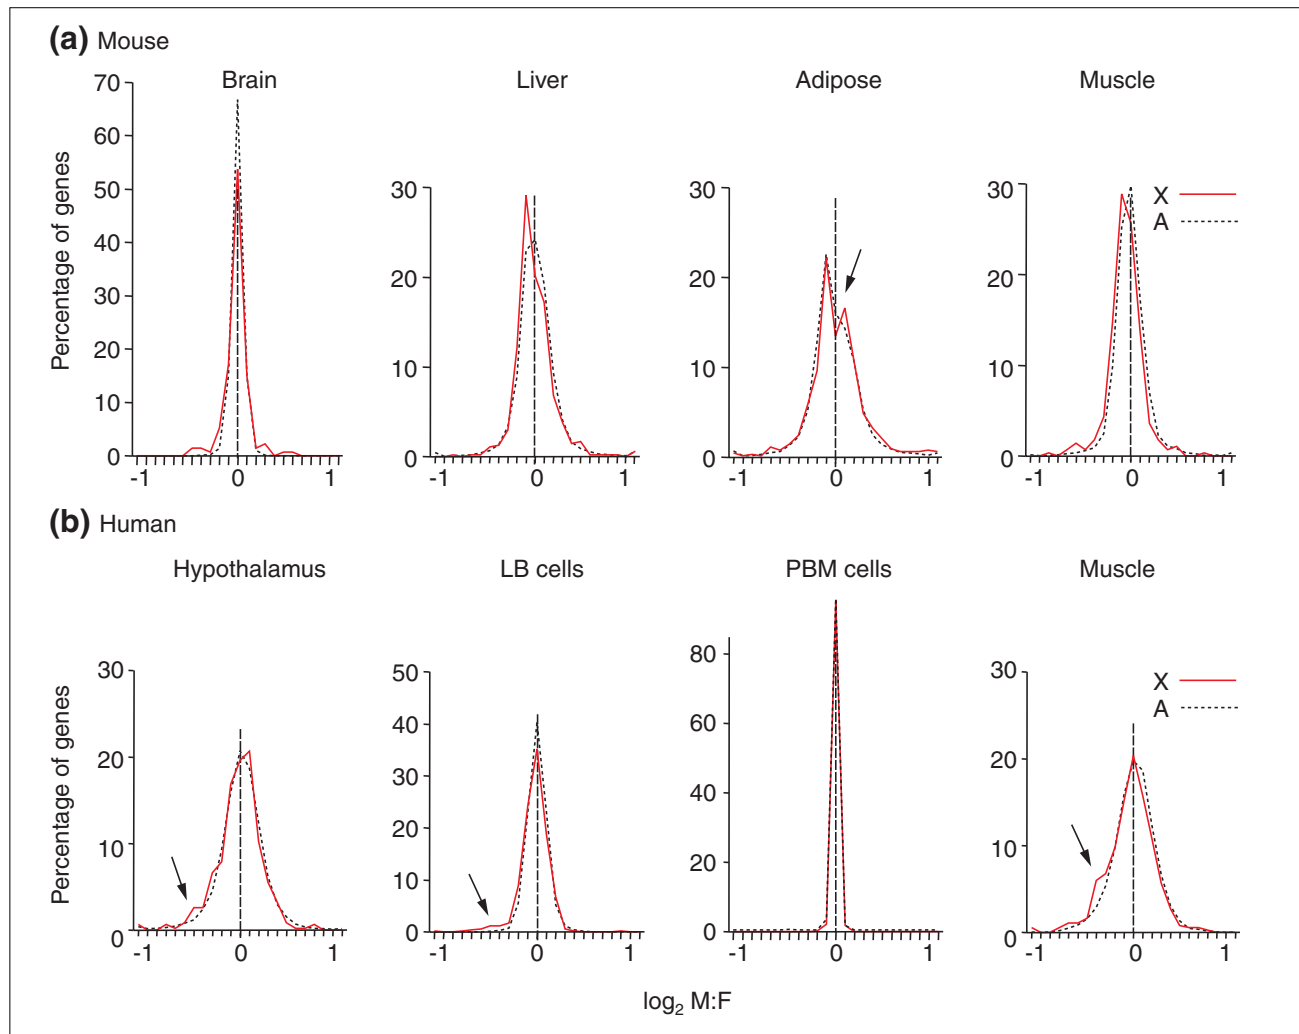 (a) Mouse
Brain Liver Adipose Muscle
Percentage of genes
70
60
50
40
30
20
10
0
-1 0 1
30
20
10
0
-1 0 1
30
20
10
0
-1 0 1
30
20
10
0
-1 0 1
X
A
(b) Human
Hypothalamus LB cells PBM cells Muscle
Percentage of genes
30
20
10
0
-1 0 1
50
40
30
20
10
0
-1 0 1
80
60
40
20
0
-1 0 1
30
20
10
0
-1 0 1
X
A
log₂ M:F